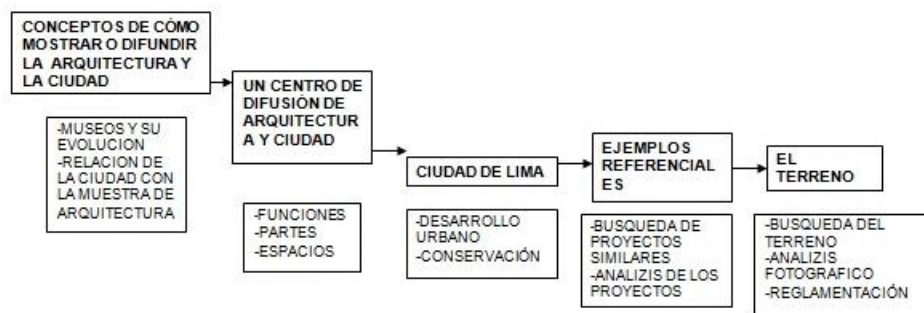 CONCEPTOS DE CÓMO
MOSTRAR O DIFUNDIR
LA ARQUITECTURA Y
LA CIUDAD
-MUSEOS Y SU
EVOLUCION
-RELACION DE
LA CIUDAD CON
LA MUESTRA DE
ARQUITECTURA
UN CENTRO DE
DIFUSIÓN DE
ARQUITECTUR
A Y CIUDAD
-FUNCIONES
-PARTES
-ESPACIOS
CIUDAD DE LIMA
-DESARROLLO
URBANO
-CONSERVACIÓN
EJEMPLOS
REFERENCIAL
ES
-BUSQUEDA DE
PROYECTOS
SIMILARES
-ANALIZIS DE LOS
PROYECTOS
EL
TERRENO
-BUSQUEDA DEL
TERRENO
-ANALIZIS
FOTOGRAFICO
-REGLAMENTACIÓN